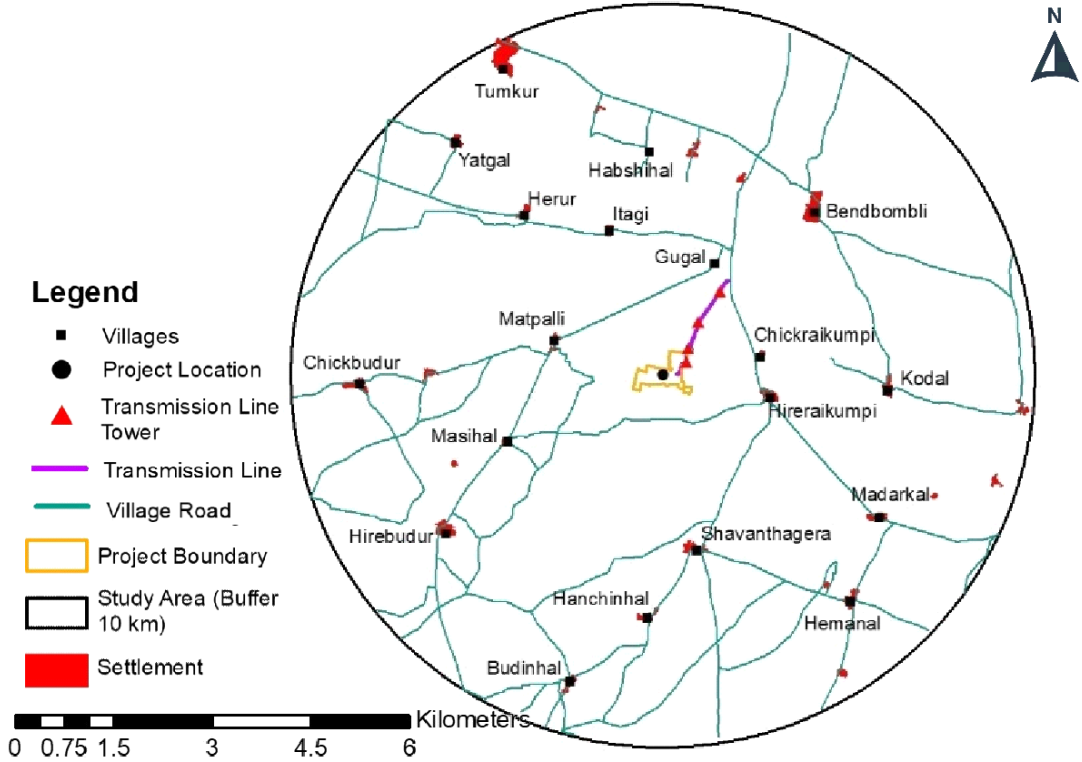 N
Tumkur
Yatgal
Habshihal
Herur
Itagi
Bendbombli
Gugal
Legend
Villages
Project Location
Transmission Line
Tower
Transmission Line
Village Road
Project Boundary
Study Area (Buffer
10 km)
Settlement
Matpalli
Chickraikumpi
Chickbudur
Kodal
Hireraikumpi
Masihal
Madarkal
Hirebudur
Shavanthagera
Hanchinhal
Hemanal
Budinhal
Kilometers
0 0.75 1.5 3 4.5 6